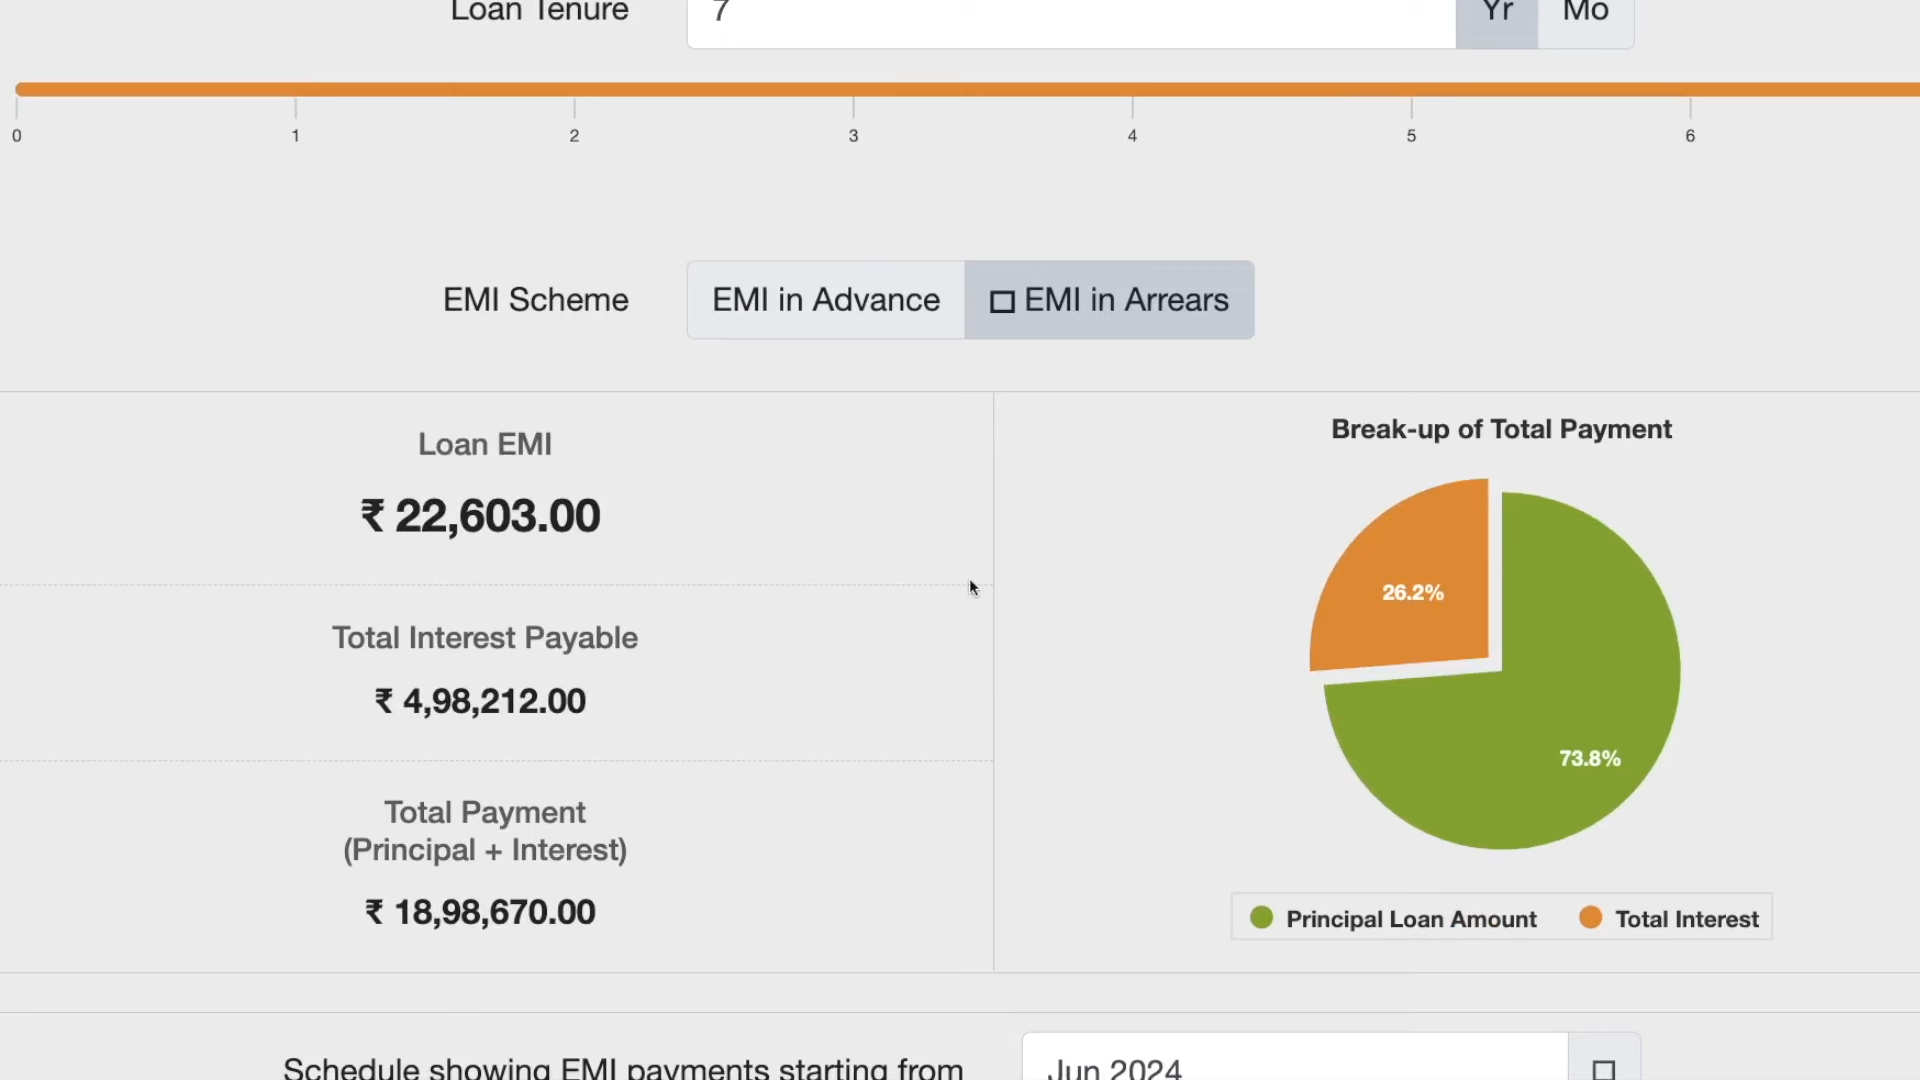 Loan Tenure 7 Yr Mo
0 1 2 3 4 5 6
EMI Scheme EMI in Advance EMI in Arrears
Loan EMI
₹ 22,603.00
Total Interest Payable
₹ 4,98,212.00
Total Payment
(Principal + Interest)
₹ 18,98,670.00
Break-up of Total Payment
26.2%
73.8%
Principal Loan Amount Total Interest
Schedule showing EMI payments starting from Jun 2024